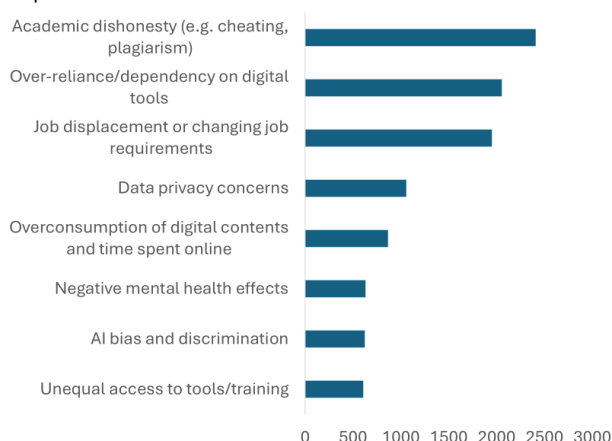 Academic dishonesty (e.g. cheating,
plagiarism)
Over-reliance/dependency on digital
tools
Job displacement or changing job
requirements
Data privacy concerns
Overconsumption of digital contents
and time spent online
Negative mental health effects
AI bias and discrimination
Unequal access to tools/training
0 500 1000 1500 2000 2500 3000